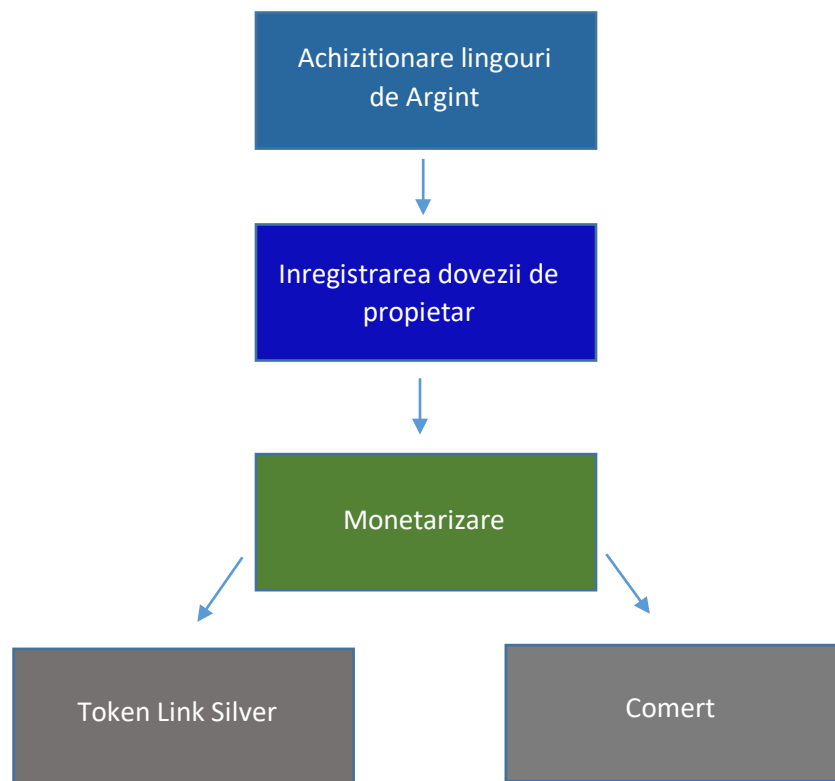 Achizitionare lingouri
de Argint
Inregistrarea dovezii de
propietar
Monetarizare
Token Link Silver
Comert